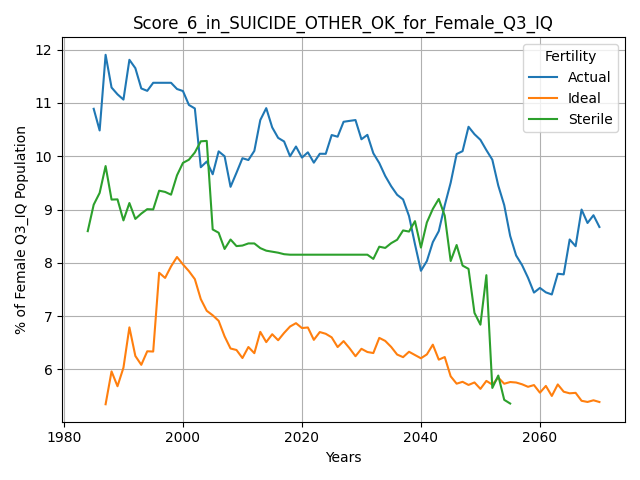 Score_6_in_SUICIDE_OTHER_OK_for_Female_Q3_IQ
% of Female Q3_IQ Population
12
11
10
9
8
7
6
Fertility
Actual
Ideal
Sterile
1980
2000
2020
2040
2060
Years